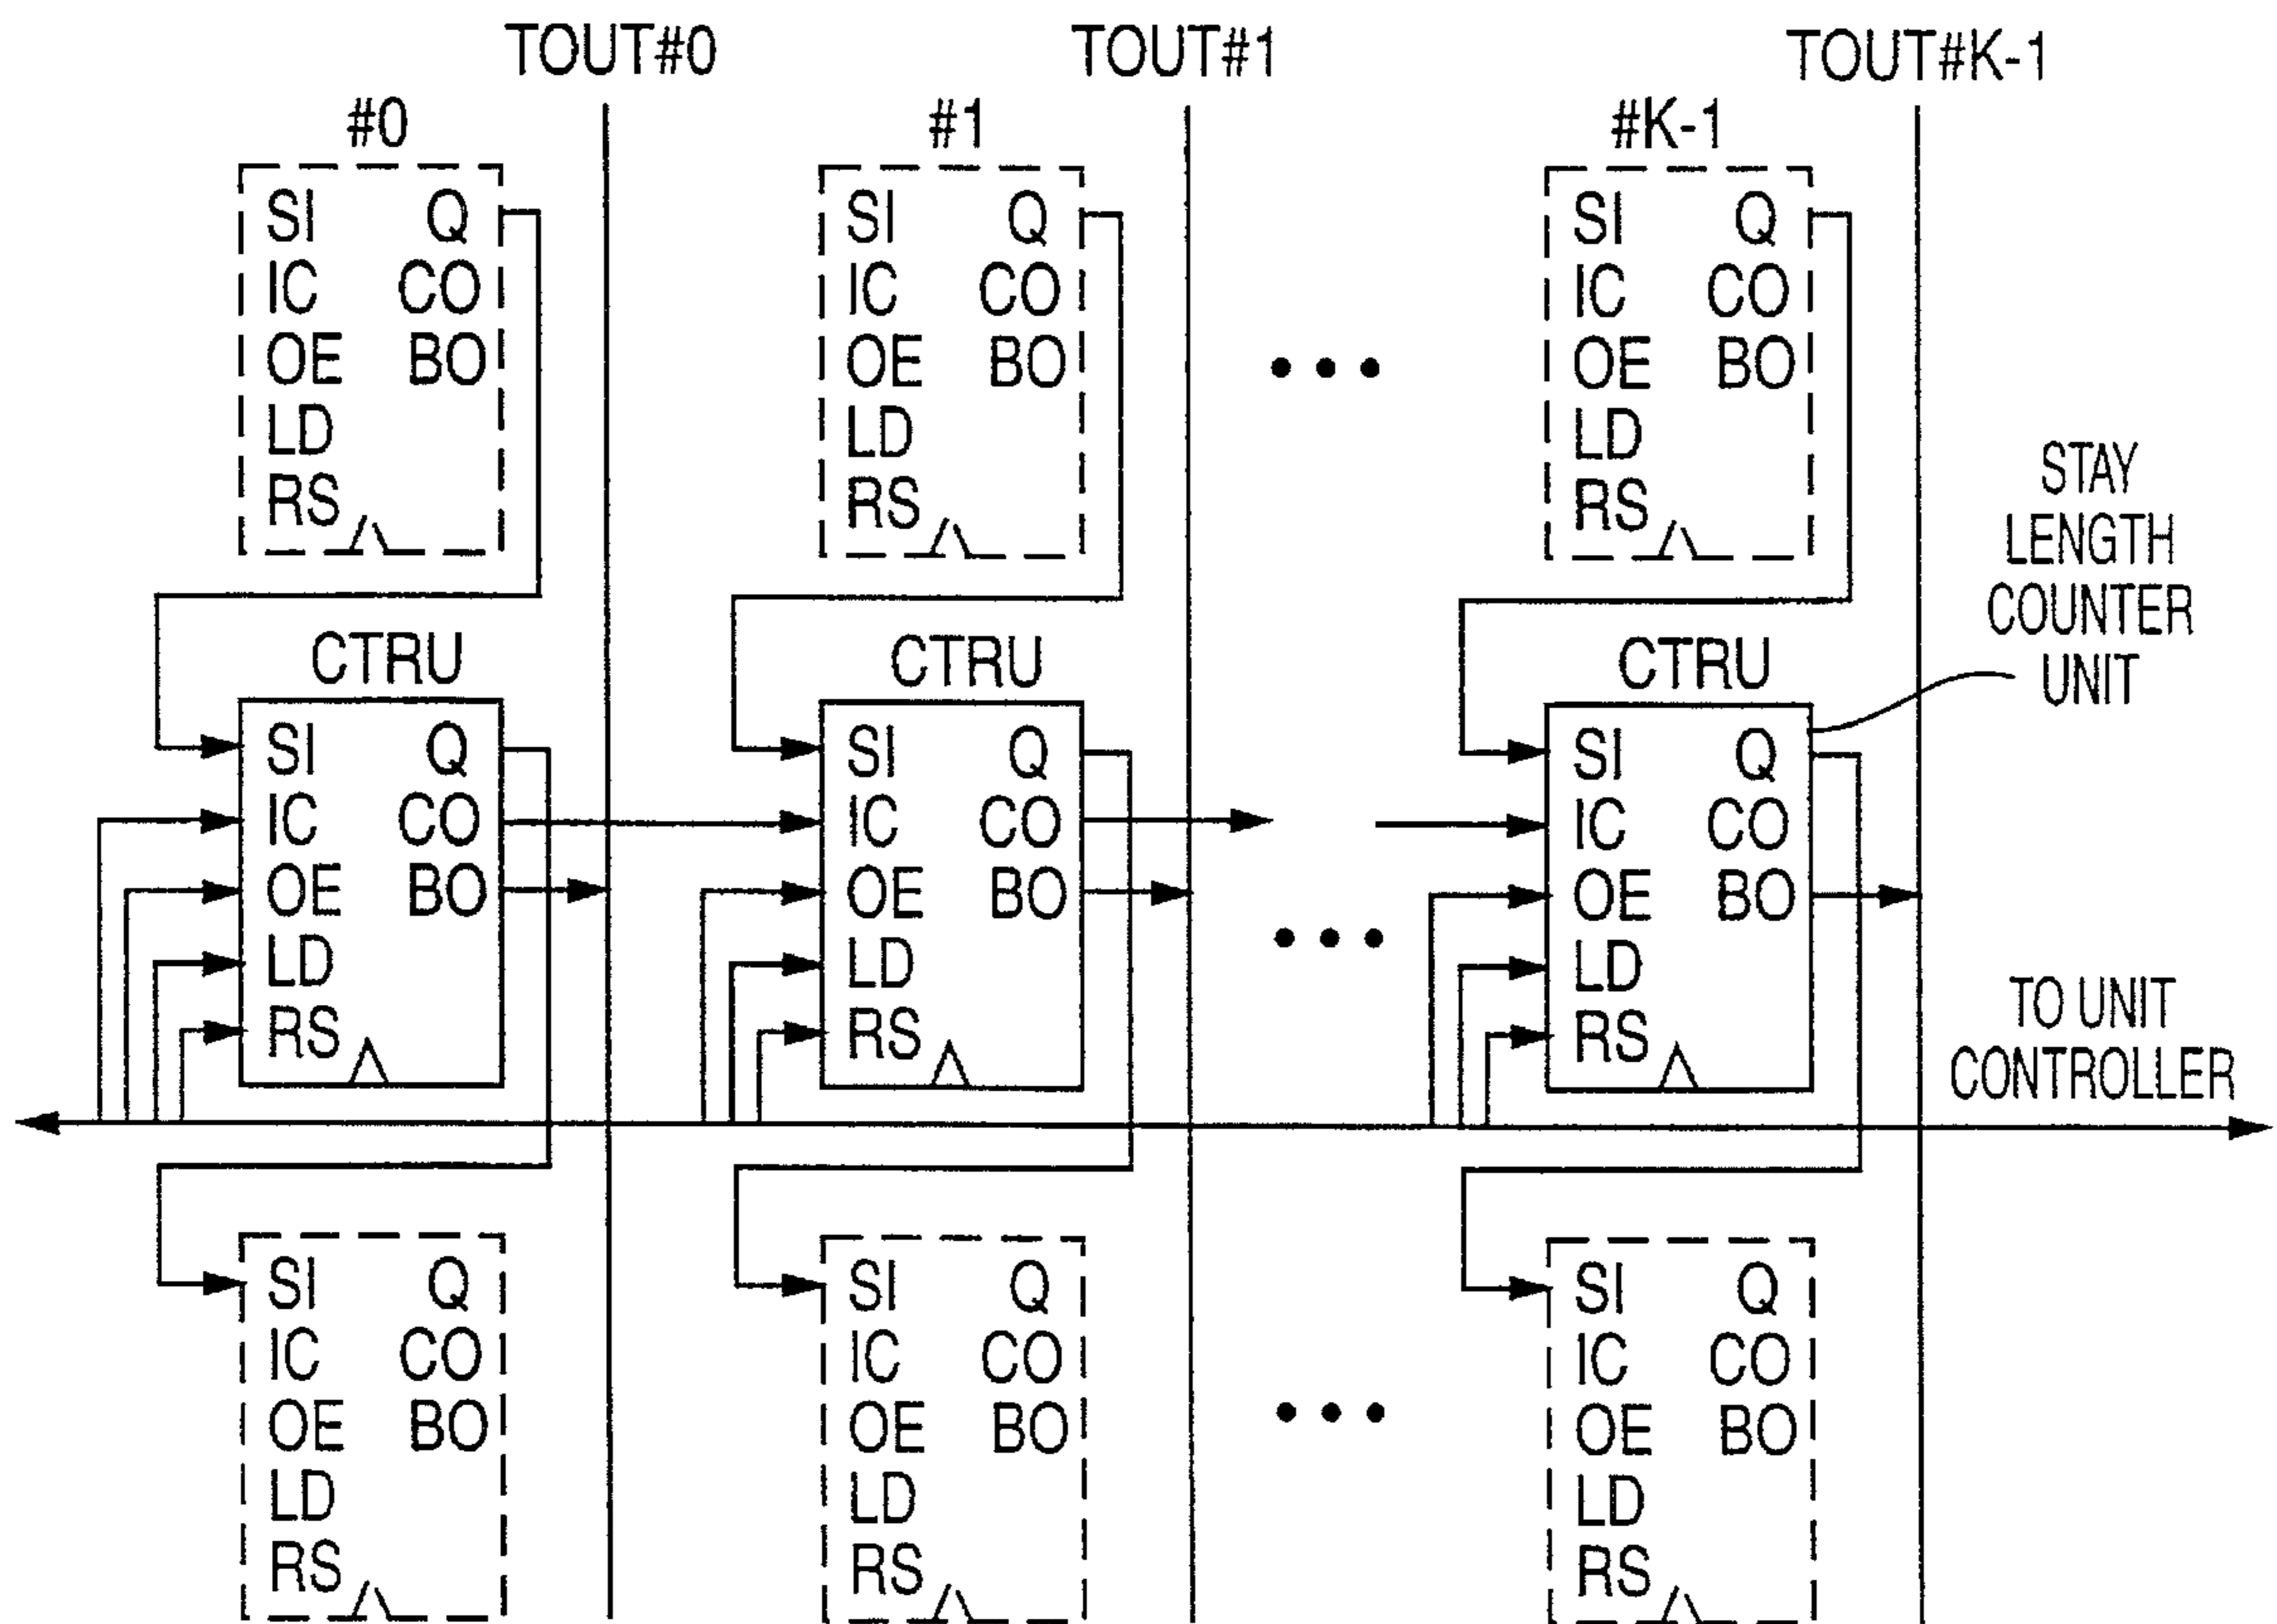 TOUT#0 TOUT#1 TOUT#K-1
#0 #1 #K-1
SI Q SI Q SI Q
IC CO IC CO IC CO
OE BO OE BO OE BO
LD LD LD
RS RS RS
STAY
LENGTH
COUNTER
UNIT
CTRU CTRU CTRU
SI Q SI Q SI Q
IC CO IC CO IC CO
OE BO OE BO OE BO
LD LD LD
RS RS RS
TO UNIT
CONTROLLER
SI Q SI Q SI Q
IC CO IC CO IC CO
OE BO OE BO OE BO
LD LD LD
RS RS RS